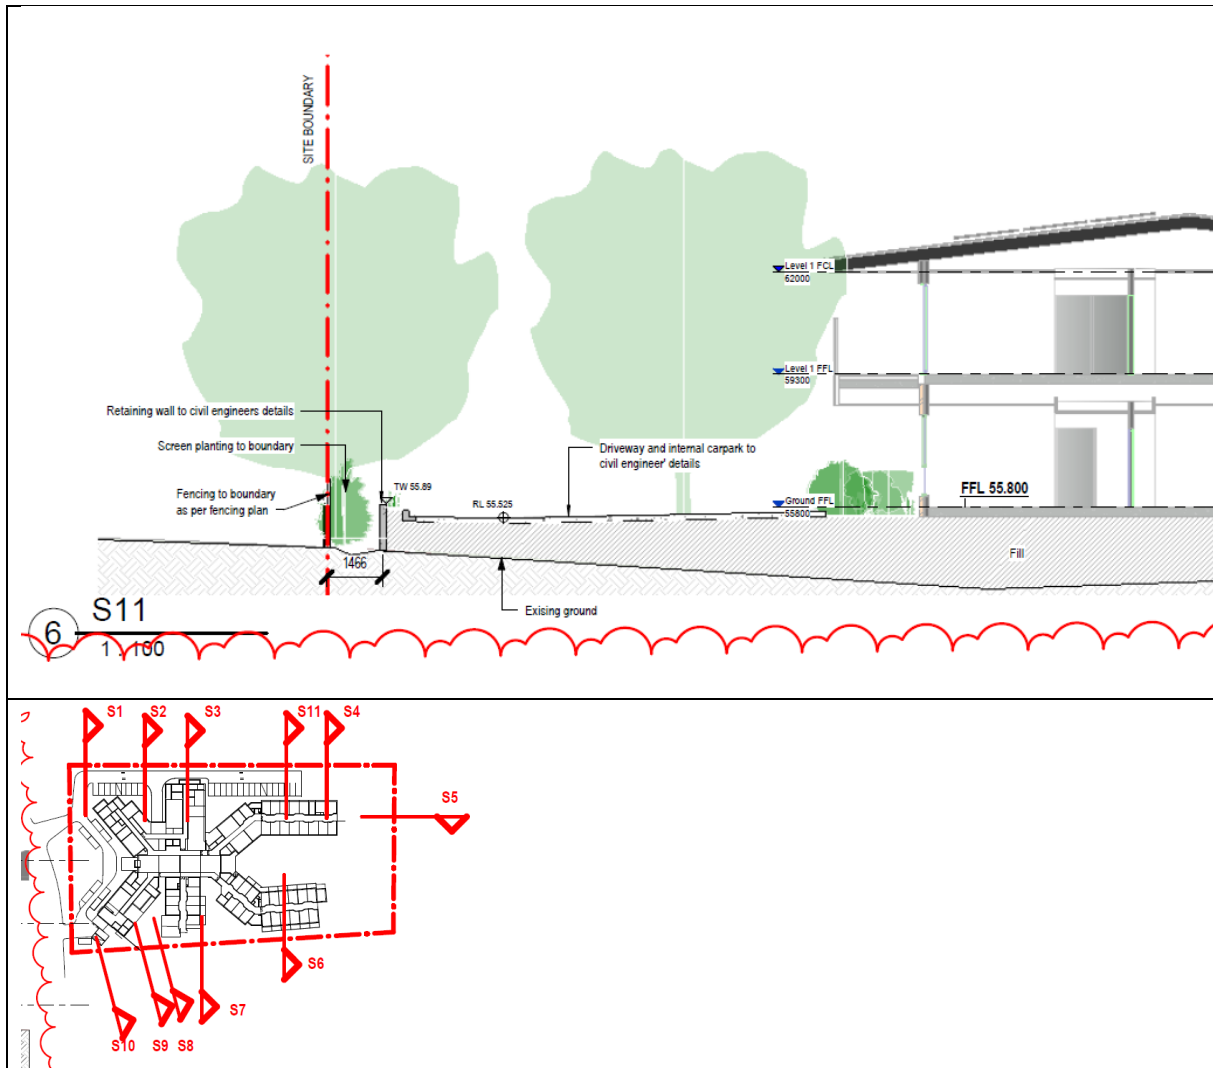 SITE BOUNDARY
Level 1 FCL
62000
Level 1 FFL
59300
Retaining wall to civil engineers details
Screen planting to boundary
Driveway and internal carpark to
civil engineer' details
Fencing to boundary
as per fencing plan
TW 55.89
RL 55.525
Ground FFL
55800
FFL 55.800
Fill
1466
Exising ground
6
S11
1 : 100
S1
S2
S3
S11
S4
S5
S6
S7
S10
S9
S8